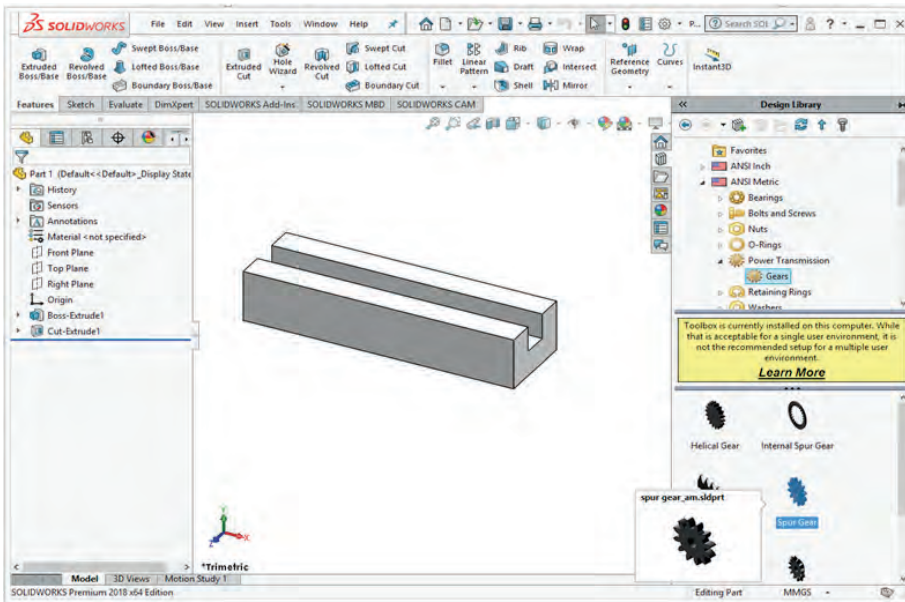 SOLIDWORKS File Edit View Insert Tools Window Help P... Search SOL ?
Extruded Boss/Base
Revolved Boss/Base
Swept Boss/Base
Lofted Boss/Base
Boundary Boss/Base
Extruded Cut
Hole Wizard
Revolved Cut
Swept Cut
Lofted Cut
Boundary Cut
Fillet
Linear Pattern
Rib
Draft
Shell
Wrap
Intersect
Mirror
Reference Geometry
Curves
Instant3D
Features Sketch Evaluate DimXpert SOLIDWORKS Add-Ins SOLIDWORKS MBD SOLIDWORKS CAM
Part 1 (Default<<Default>_Display State
History
Sensors
Annotations
Material <not specified>
Front Plane
Top Plane
Right Plane
Origin
Boss-Extrude1
Cut-Extrude1
Y
X
Z
*Trimetric
Design Library
Favorites
ANSI Inch
ANSI Metric
Bearings
Bolts and Screws
Nuts
O-Rings
Power Transmission
Gears
Retaining Rings
Washers
Toolbox is currently installed on this computer. While
that is acceptable for a single user environment, it is
not the recommended setup for a multiple user
environment.
Learn More
Helical Gear Internal Spur Gear
spur gear_am.sldprt
Spur Gear
Model 3D Views Motion Study 1
SOLIDWORKS Premium 2018 x64 Edition Editing Part MMGS